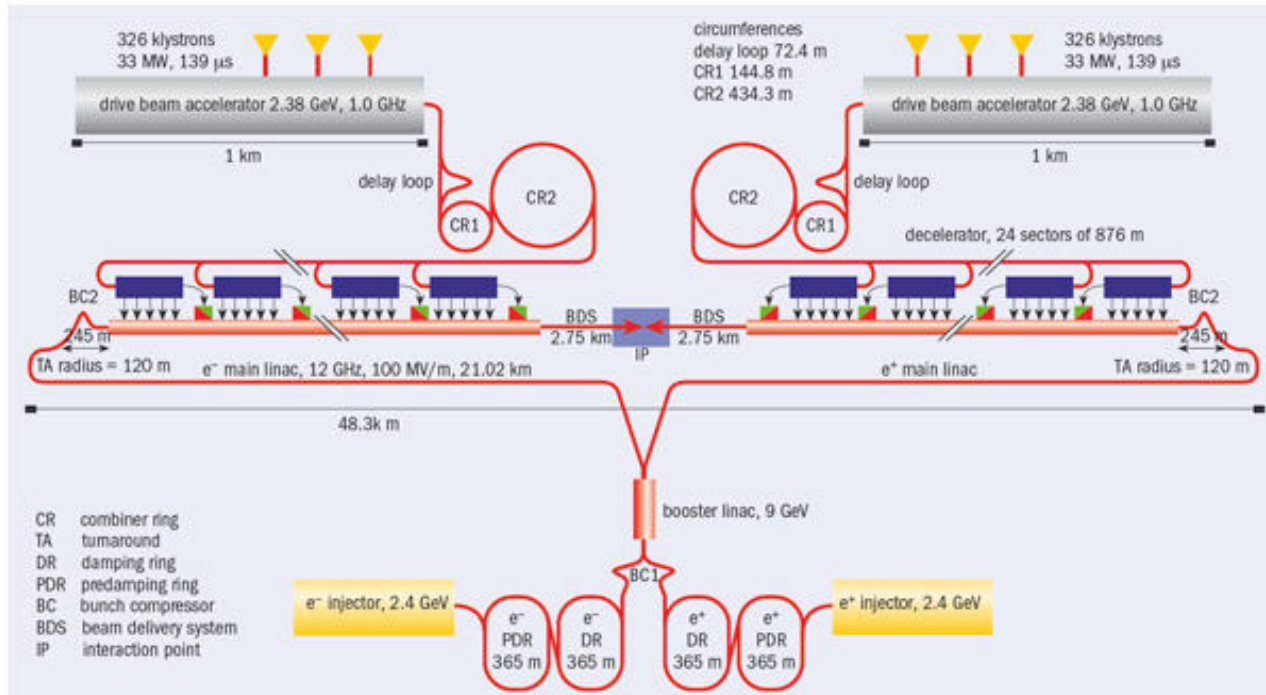 326 klystrons
33 MW, 139 µs
drive beam accelerator 2.38 GeV, 1.0 GHz
1 km
delay loop
CR1
CR2
circumferences
delay loop 72.4 m
CR1 144.8 m
CR2 434.3 m
326 klystrons
33 MW, 139 µs
drive beam accelerator 2.38 GeV, 1.0 GHz
1 km
delay loop
CR2
CR1
decelerator, 24 sectors of 876 m
BC2
245 m
TA radius = 120 m
e⁻ main linac, 12 GHz, 100 MV/m, 21.02 km
BDS
2.75 km
IP
BDS
2.75 km
e⁺ main linac
BC2
245 m
TA radius = 120 m
48.3k m
booster linac, 9 GeV
BC1
e⁻ injector, 2.4 GeV
e⁻
PDR
365 m
e⁻
DR
365 m
e⁺
DR
365 m
e⁺
PDR
365 m
e⁺ injector, 2.4 GeV
CR combiner ring
TA turnaround
DR damping ring
PDR predamping ring
BC bunch compressor
BDS beam delivery system
IP interaction point